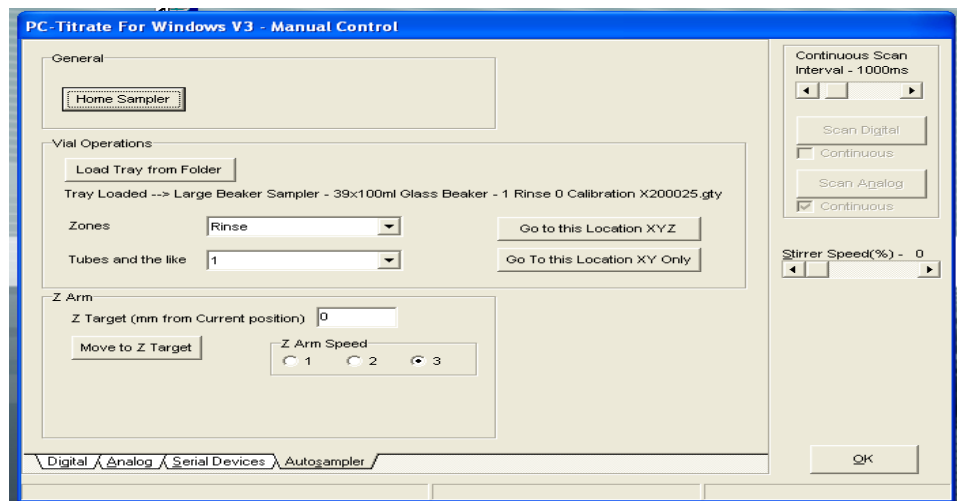 PC-Titrate For Windows V3 - Manual Control
General
Home Sampler
Vial Operations
Load Tray from Folder
Tray Loaded --> Large Beaker Sampler - 39x100ml Glass Beaker - 1 Rinse 0 Calibration X200025.gty
Zones Rinse Go to this Location XYZ
Tubes and the like 1 Go To this Location XY Only
Z Arm
Z Target (mm from Current position) 0
Move to Z Target
Z Arm Speed
1 2 3
Digital Analog Serial Devices Autosampler
Continuous Scan
Interval - 1000ms
Scan Digital
Continuous
Scan Analog
Continuous
Stirrer Speed(%) - 0
OK